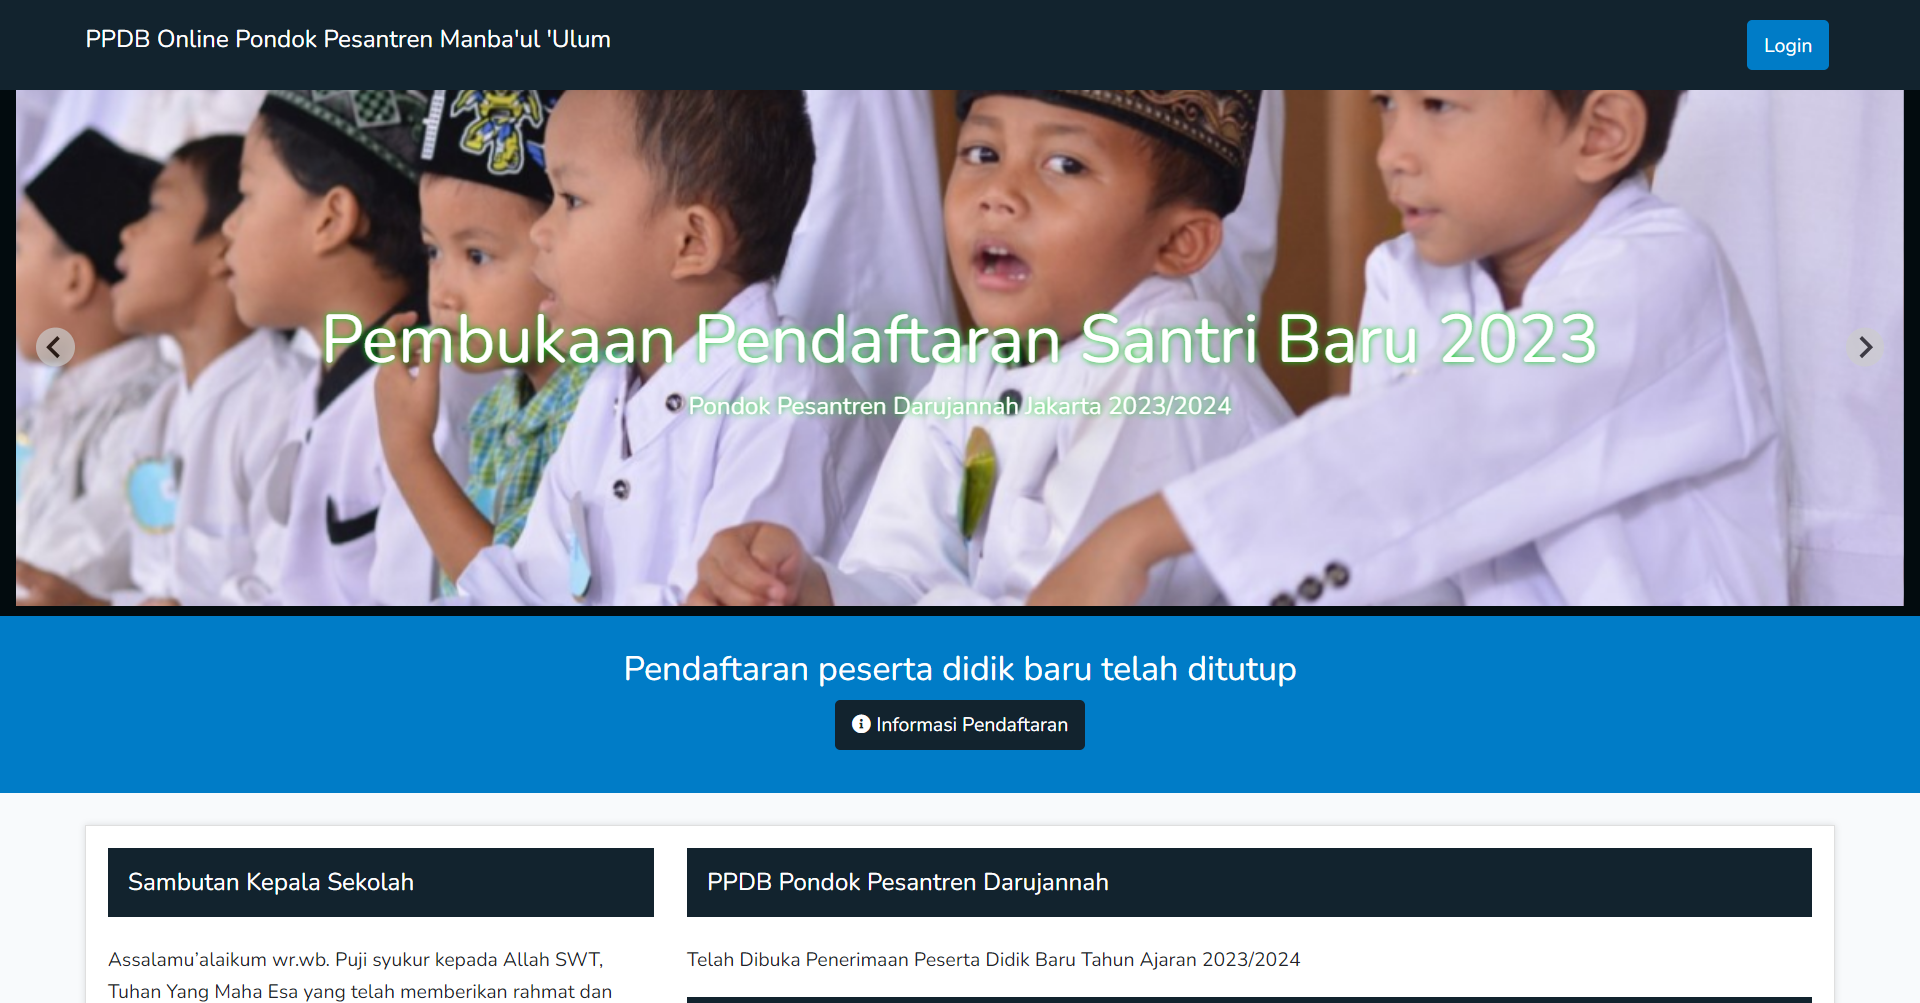 PPDB Online Pondok Pesantren Manba'ul 'Ulum
Login
Pembukaan Pendaftaran Santri Baru 2023
Pondok Pesantren Darujannah Jakarta 2023/2024
Pendaftaran peserta didik baru telah ditutup
Informasi Pendaftaran
Sambutan Kepala Sekolah
Assalamu’alaikum wr.wb. Puji syukur kepada Allah SWT,
Tuhan Yang Maha Esa yang telah memberikan rahmat dan
PPDB Pondok Pesantren Darujannah
Telah Dibuka Penerimaan Peserta Didik Baru Tahun Ajaran 2023/2024